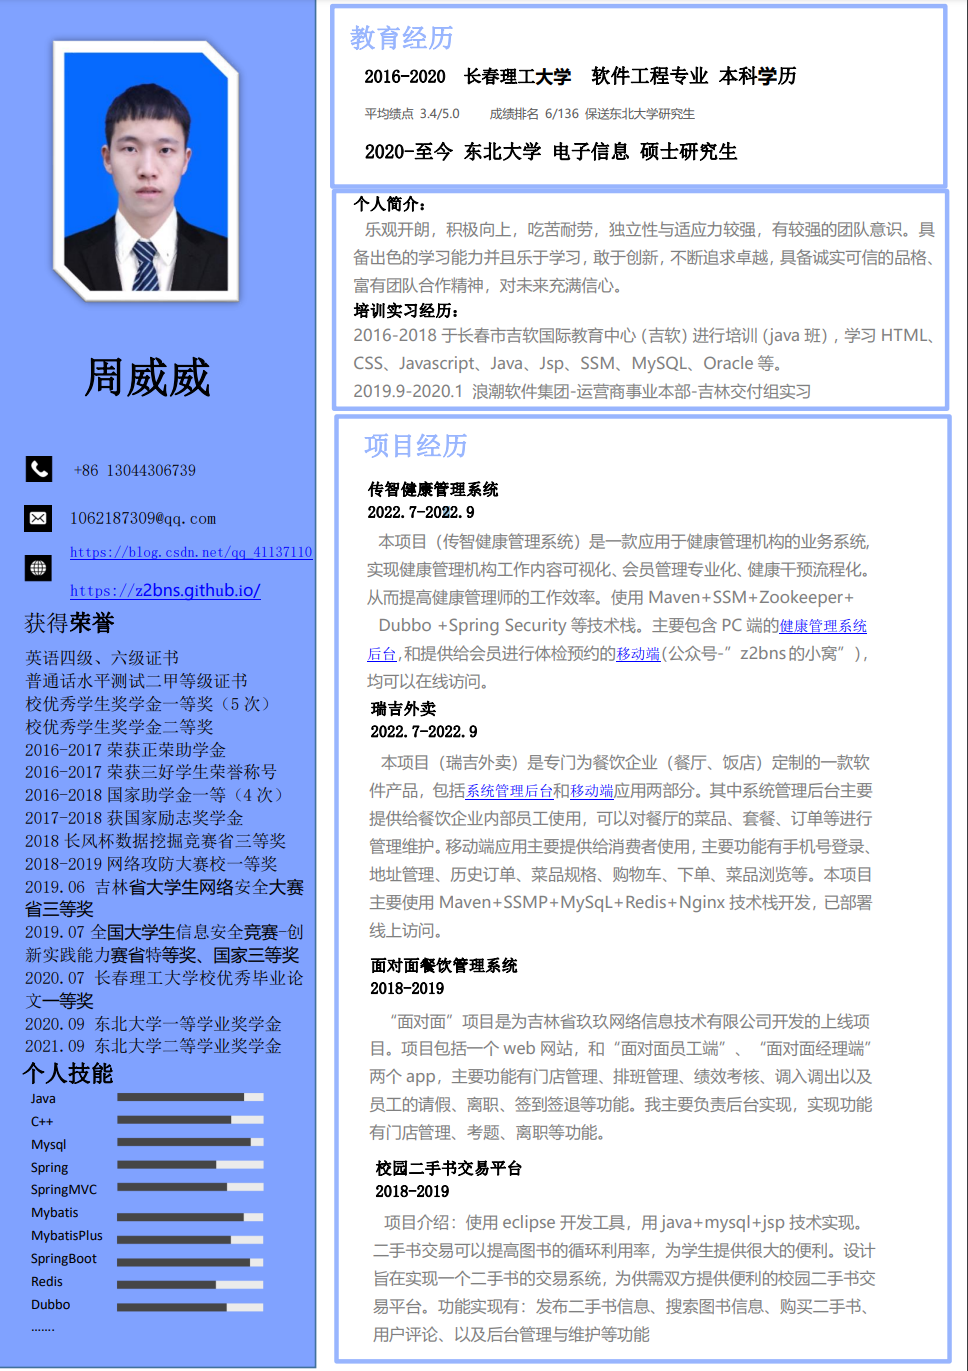 周威威
+86 13044306739
1062187309@qq.com
https://blog.csdn.net/qq_41137110
https://z2bns.github.io/
获得荣誉
英语四级、六级证书
普通话水平测试二甲等级证书
校优秀学生奖学金一等奖（5 次）
校优秀学生奖学金二等奖
2016-2017 荣获正荣助学金
2016-2017 荣获三好学生荣誉称号
2016-2018 国家助学金一等（4 次）
2017-2018 获国家励志奖学金
2018 长风杯数据挖掘竞赛省三等奖
2018-2019 网络攻防大赛校一等奖
2019.06 吉林省大学生网络安全大赛
省三等奖
2019.07 全国大学生信息安全竞赛-创
新实践能力赛省特等奖、国家三等奖
2020.07 长春理工大学校优秀毕业论
文一等奖
2020.09 东北大学一等学业奖学金
2021.09 东北大学二等学业奖学金
个人技能
Java
C++
Mysql
Spring
SpringMVC
Mybatis
MybatisPlus
SpringBoot
Redis
Dubbo
.......
教育经历
2016-2020 长春理工大学 软件工程专业 本科学历
平均绩点 3.4/5.0 成绩排名 6/136 保送东北大学研究生
2020-至今 东北大学 电子信息 硕士研究生
个人简介：
乐观开朗，积极向上，吃苦耐劳，独立性与适应力较强，有较强的团队意识。具
备出色的学习能力并且乐于学习，敢于创新，不断追求卓越，具备诚实可信的品格、
富有团队合作精神，对未来充满信心。
培训实习经历：
2016-2018 于长春市吉软国际教育中心（吉软）进行培训（java 班），学习 HTML、
CSS、Javascript、Java、Jsp、SSM、MySQL、Oracle 等。
2019.9-2020.1 浪潮软件集团-运营商事业本部-吉林交付组实习
项目经历
传智健康管理系统
2022.7-2022.9
本项目（传智健康管理系统）是一款应用于健康管理机构的业务系统,
实现健康管理机构工作内容可视化、会员管理专业化、健康干预流程化。
从而提高健康管理师的工作效率。使用 Maven+SSM+Zookeeper+
Dubbo +Spring Security 等技术栈。主要包含 PC 端的健康管理系统
后台,和提供给会员进行体检预约的移动端(公众号-”z2bns的小窝”），
均可以在线访问。
瑞吉外卖
2022.7-2022.9
本项目（瑞吉外卖）是专门为餐饮企业（餐厅、饭店）定制的一款软
件产品，包括系统管理后台和移动端应用两部分。其中系统管理后台主要
提供给餐饮企业内部员工使用，可以对餐厅的菜品、套餐、订单等进行
管理维护。移动端应用主要提供给消费者使用，主要功能有手机号登录、
地址管理、历史订单、菜品规格、购物车、下单、菜品浏览等。本项目
主要使用 Maven+SSMP+MySqL+Redis+Nginx 技术栈开发，已部署
线上访问。
面对面餐饮管理系统
2018-2019
“面对面”项目是为吉林省玖玖网络信息技术有限公司开发的上线项
目。项目包括一个 web 网站，和“面对面员工端”、“面对面经理端”
两个 app，主要功能有门店管理、排班管理、绩效考核、调入调出以及
员工的请假、离职、签到签退等功能。我主要负责后台实现，实现功能
有门店管理、考题、离职等功能。
校园二手书交易平台
2018-2019
项目介绍：使用 eclipse 开发工具，用 java+mysql+jsp 技术实现。
二手书交易可以提高图书的循环利用率，为学生提供很大的便利。设计
旨在实现一个二手书的交易系统，为供需双方提供便利的校园二手书交
易平台。功能实现有：发布二手书信息、搜索图书信息、购买二手书、
用户评论、以及后台管理与维护等功能